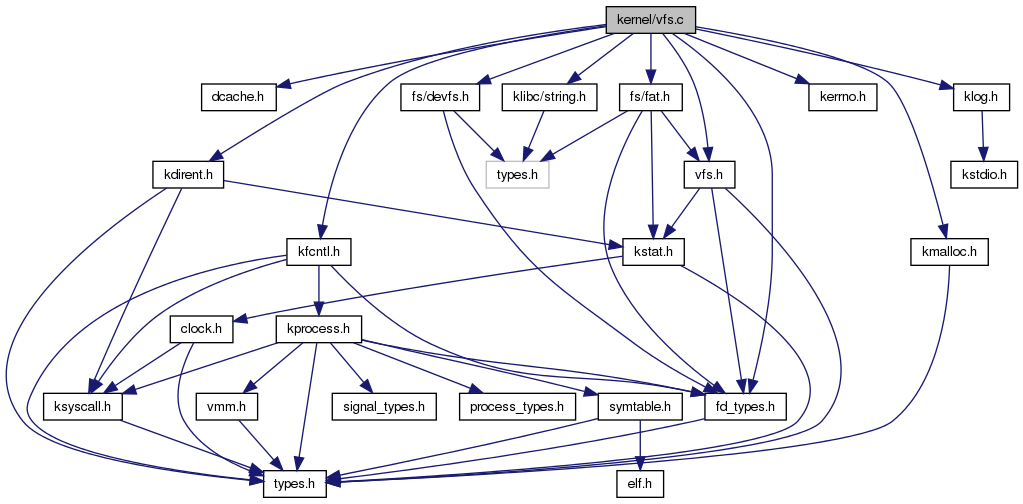 kernel/vfs.c
dcache.h
fs/devfs.h
klibc/string.h
fs/fat.h
kerrno.h
klog.h
kdirent.h
types.h
vfs.h
kstdio.h
kfcntl.h
kstat.h
kmalloc.h
clock.h
kprocess.h
ksyscall.h
vmm.h
signal_types.h
process_types.h
symtable.h
fd_types.h
types.h
elf.h